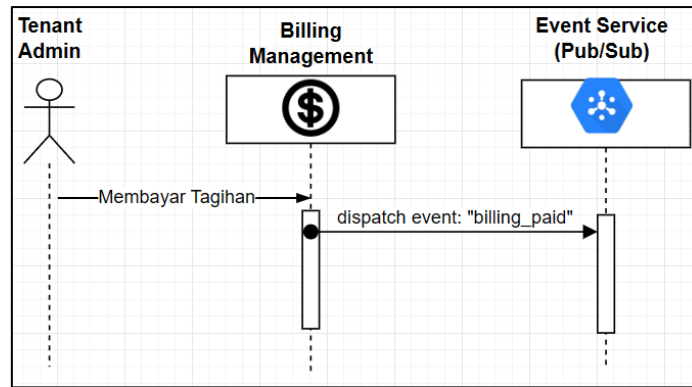 Tenant
Admin
Billing
Management
Event Service
(Pub/Sub)
$
Membayar Tagihan
dispatch event: "billing_paid"